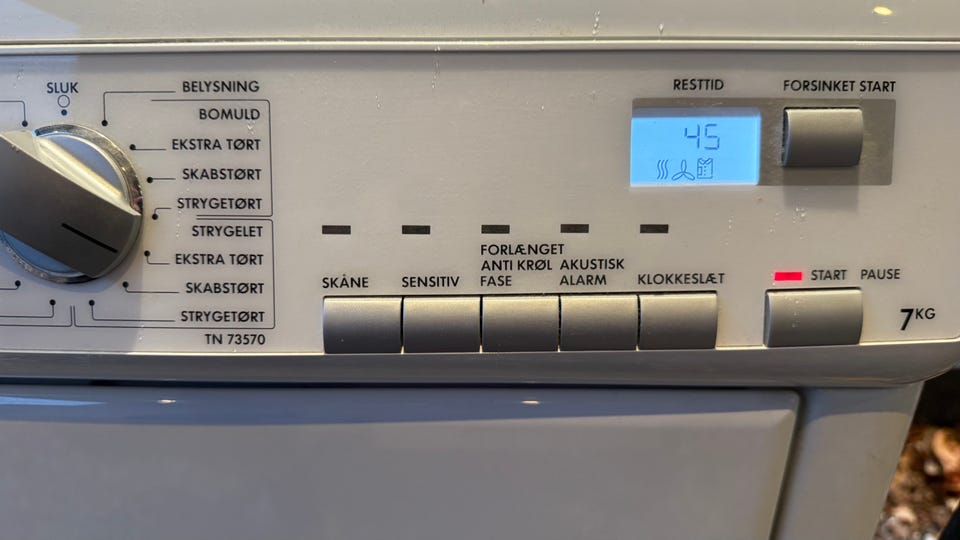 SLUK
BELYSNING
BOMULD
EKSTRA TØRT
SKABSTØRT
STRYGETØRT
STRYGELET
EKSTRA TØRT
SKABSTØRT
STRYGETØRT
TN 73570
SKÅNE
SENSITIV
FORLÆNGET
ANTI KRØL
FASE
AKUSTISK
ALARM
KLOKKESLÆT
RESTTID
FORSINKET START
45
START PAUSE
7KG